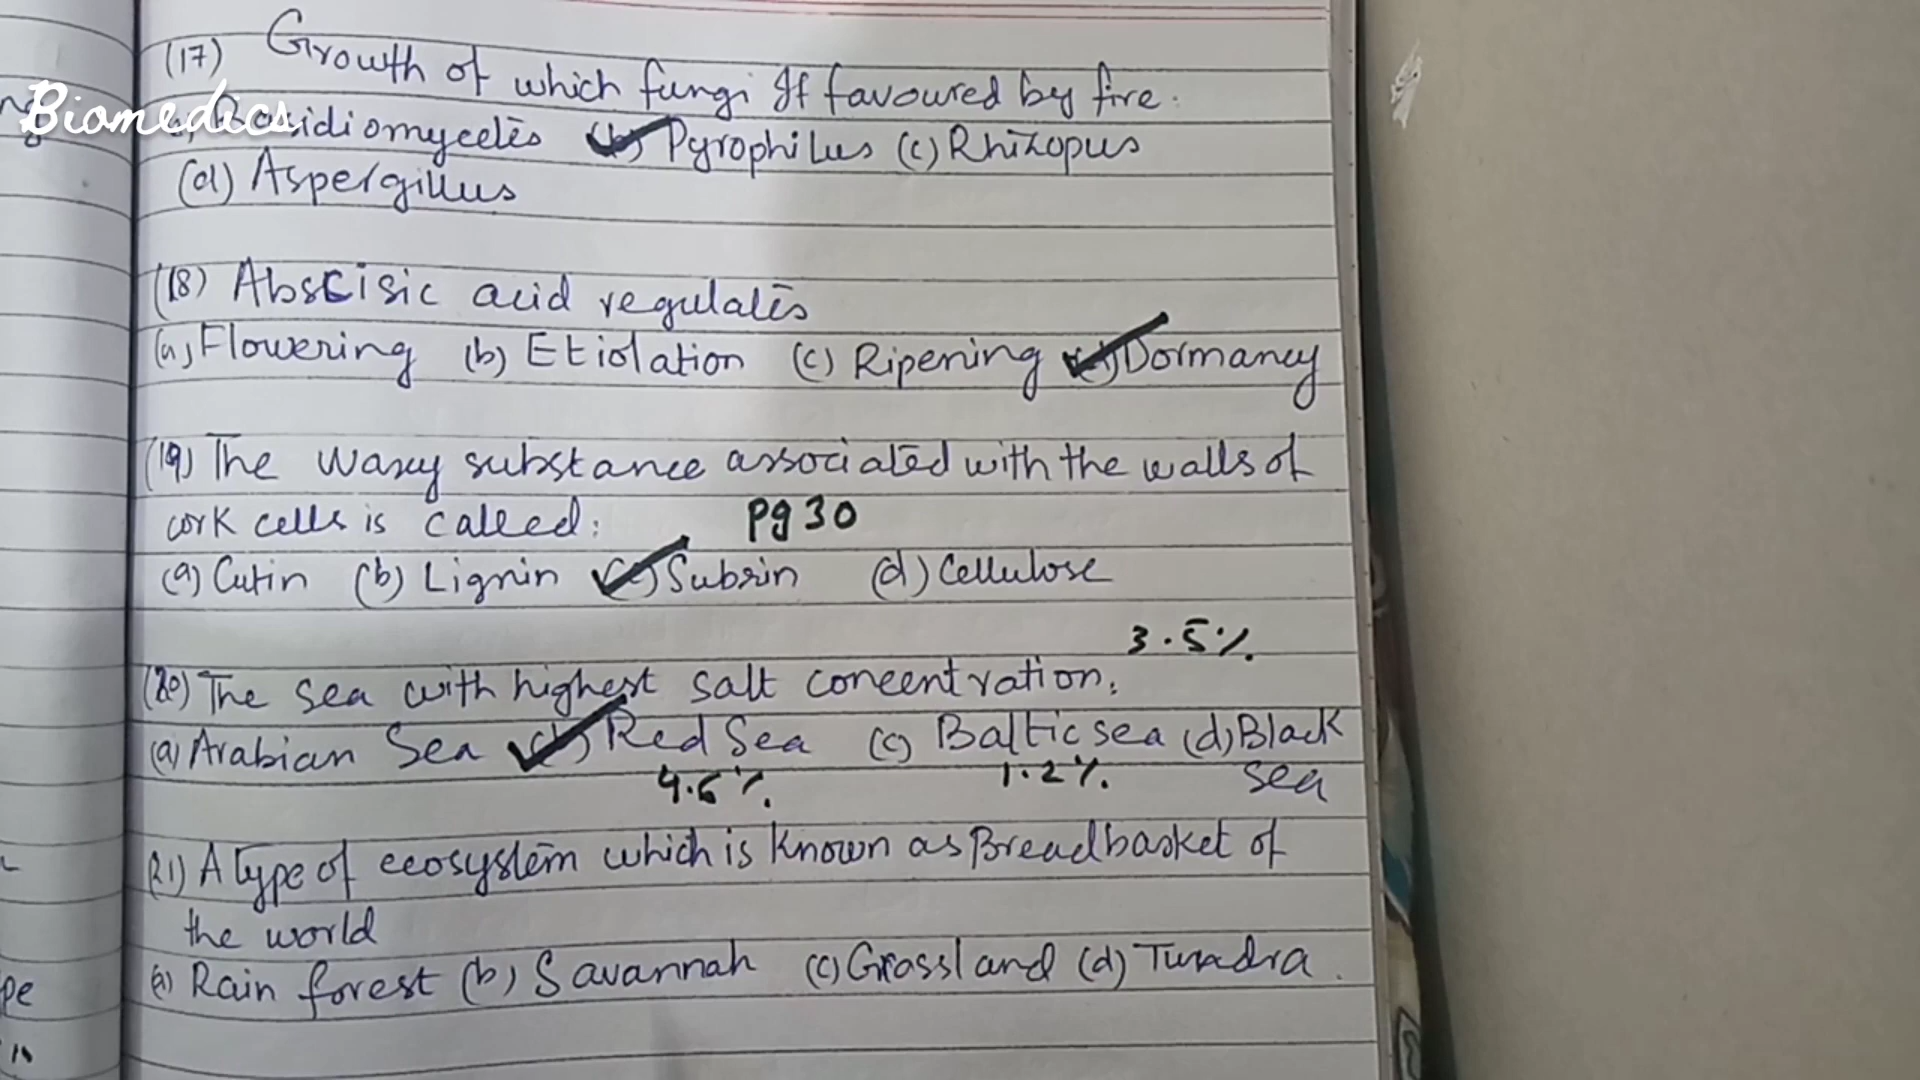 (17) Growth of which fungi If favoured by fire.
Biomedics
Basidiomycetes (b) Pyrophilus (c) Rhizopus
(d) Aspergillus
(18) Abscisic acid regulates
(a) Flowering (b) Etiolation (c) Ripening (d) Dormancy
(19) The waxy substance associated with the walls of
cork cells is called: Pg 30
(a) Cutin (b) Lignin (c) Subrin (d) Cellulose
3.5%
(20) The sea with highest salt concentration.
(a) Arabian Sea (b) Red Sea (c) Baltic sea (d) Black
4.6% 1.2% sea
21) A type of ecosystem which is known as Breadbasket of
the world
(a) Rain forest (b) Savannah (c) Grassland (d) Tundra.